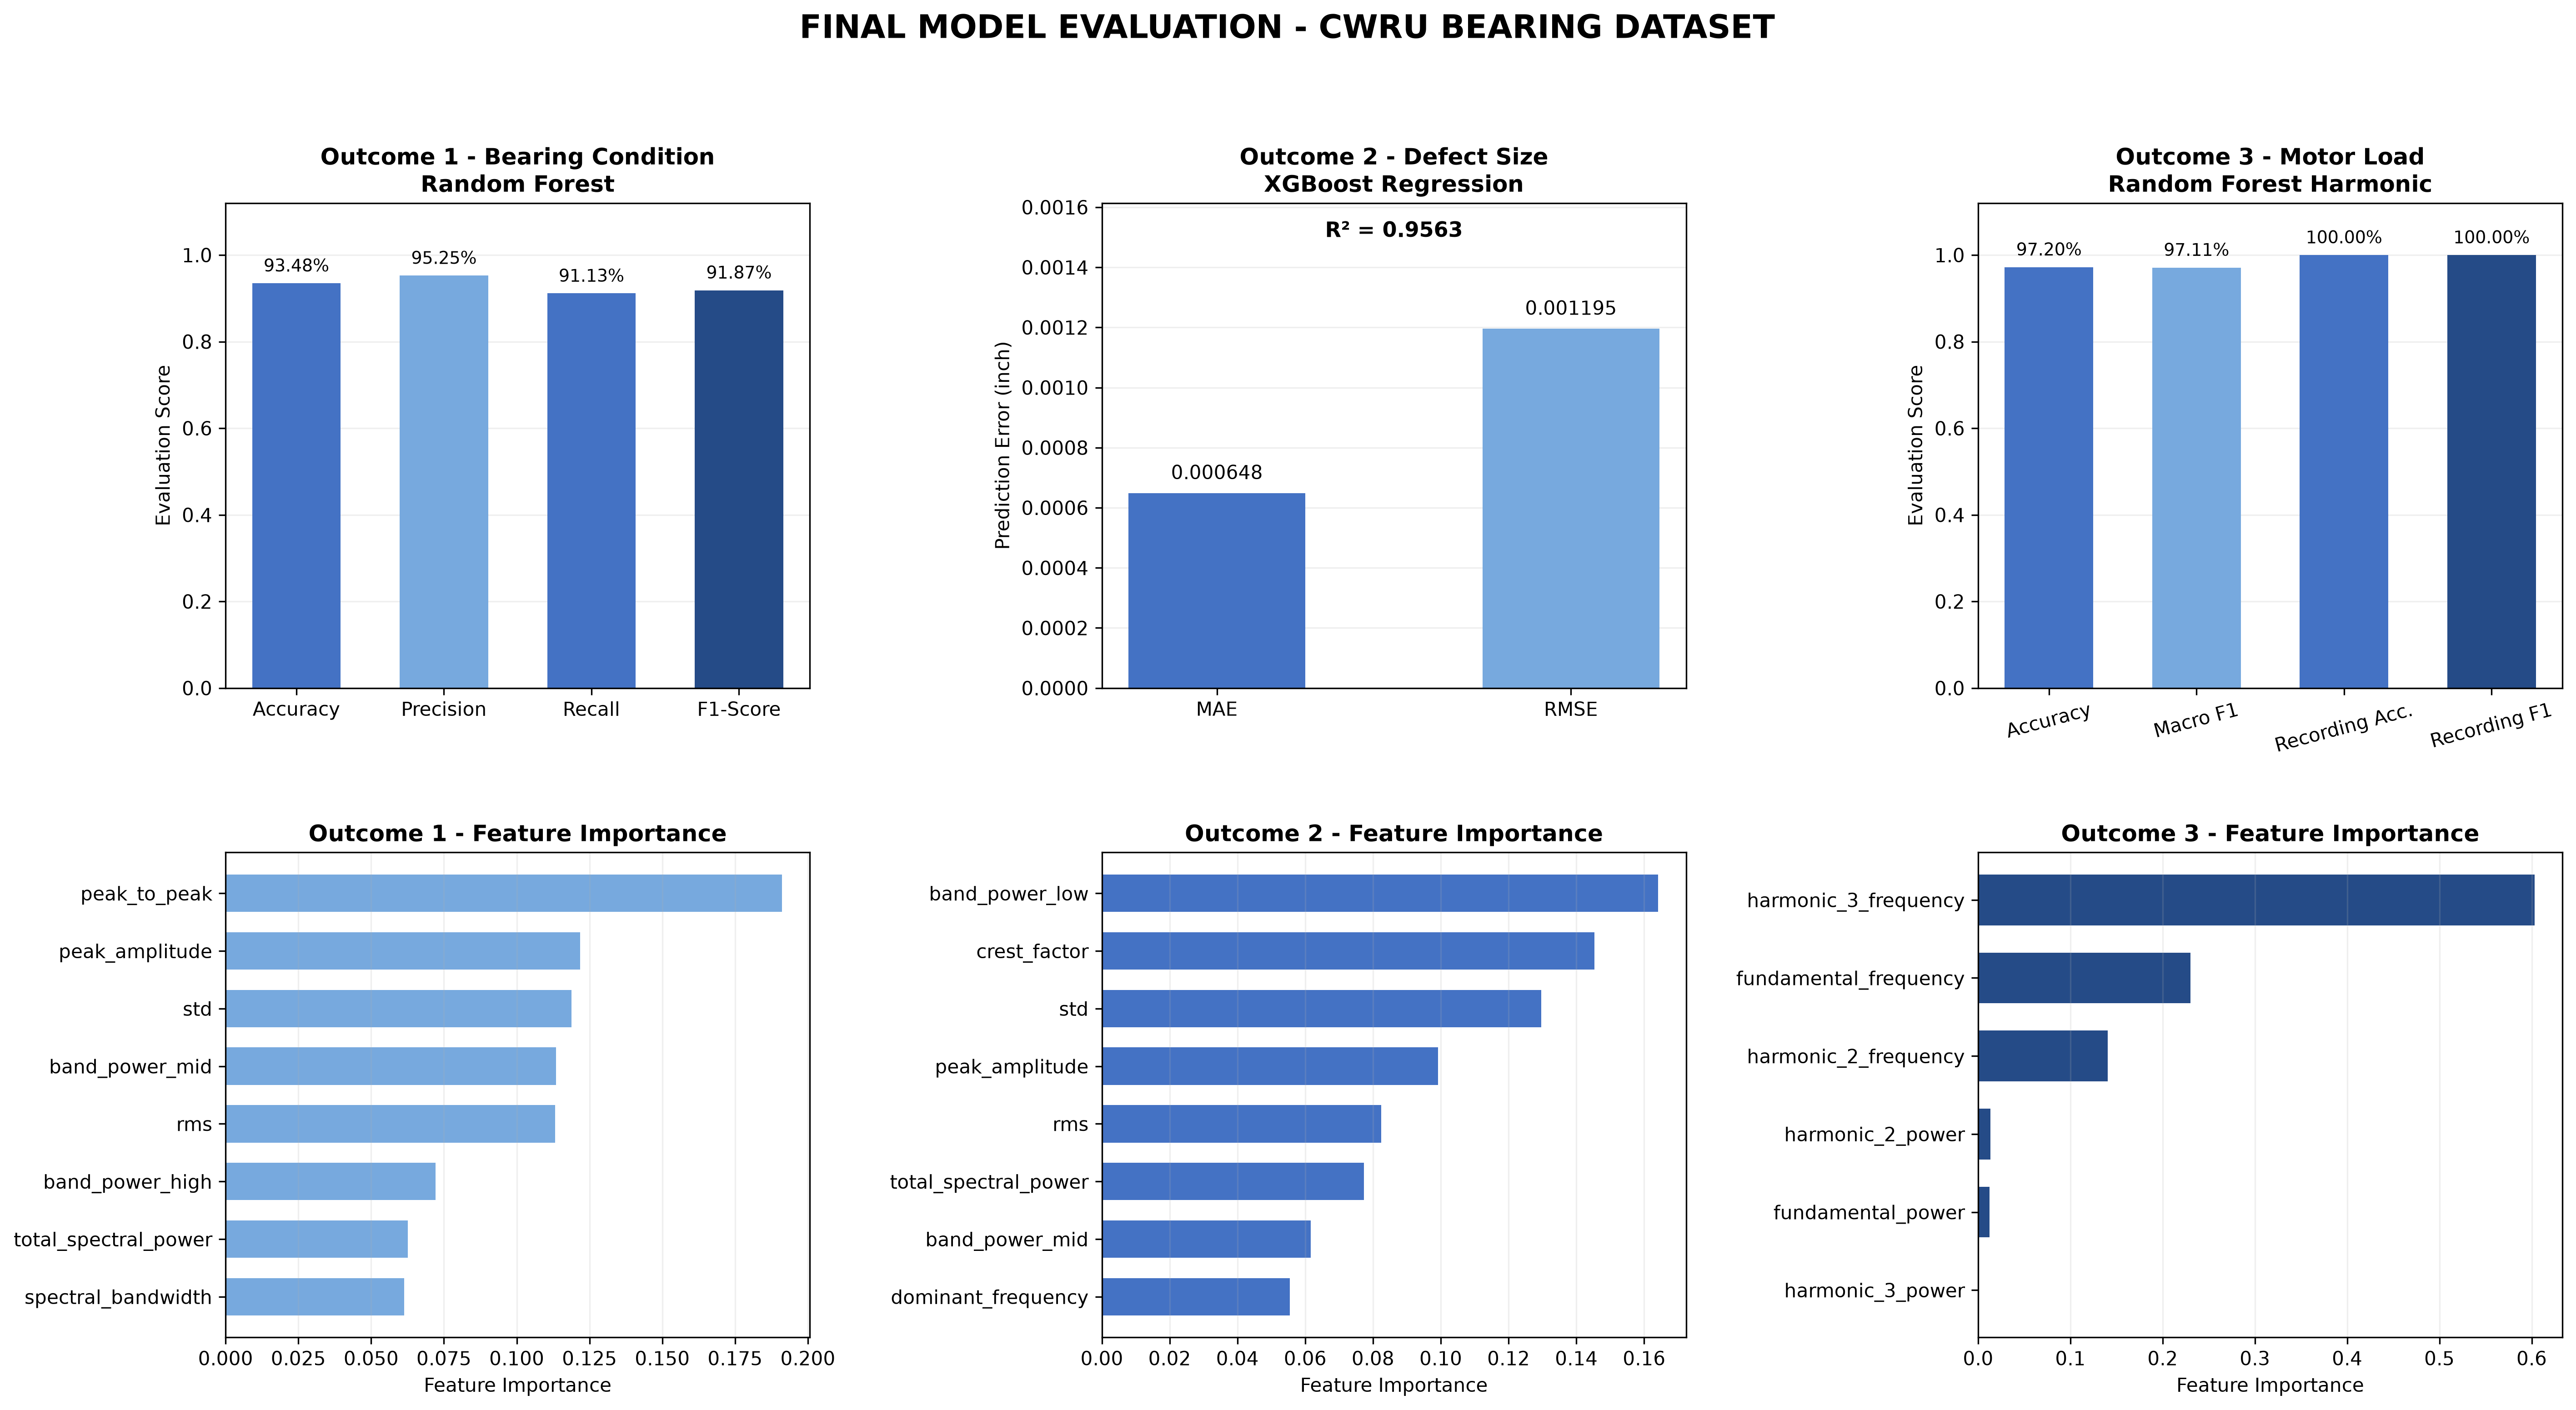 FINAL MODEL EVALUATION - CWRU BEARING DATASET
Outcome 1 - Bearing Condition
Random Forest
Evaluation Score
1.0
0.8
0.6
0.4
0.2
0.0
93.48%
95.25%
91.13%
91.87%
Accuracy
Precision
Recall
F1-Score
Outcome 2 - Defect Size
XGBoost Regression
Prediction Error (inch)
0.0016
0.0014
0.0012
0.0010
0.0008
0.0006
0.0004
0.0002
0.0000
R² = 0.9563
0.000648
0.001195
MAE
RMSE
Outcome 3 - Motor Load
Random Forest Harmonic
Evaluation Score
1.0
0.8
0.6
0.4
0.2
0.0
97.20%
97.11%
100.00%
100.00%
Accuracy
Macro F1
Recording Acc.
Recording F1
Outcome 1 - Feature Importance
peak_to_peak
peak_amplitude
std
band_power_mid
rms
band_power_high
total_spectral_power
spectral_bandwidth
0.000 0.025 0.050 0.075 0.100 0.125 0.150 0.175 0.200
Feature Importance
Outcome 2 - Feature Importance
band_power_low
crest_factor
std
peak_amplitude
rms
total_spectral_power
band_power_mid
dominant_frequency
0.00 0.02 0.04 0.06 0.08 0.10 0.12 0.14 0.16
Feature Importance
Outcome 3 - Feature Importance
harmonic_3_frequency
fundamental_frequency
harmonic_2_frequency
harmonic_2_power
fundamental_power
harmonic_3_power
0.0 0.1 0.2 0.3 0.4 0.5 0.6
Feature Importance